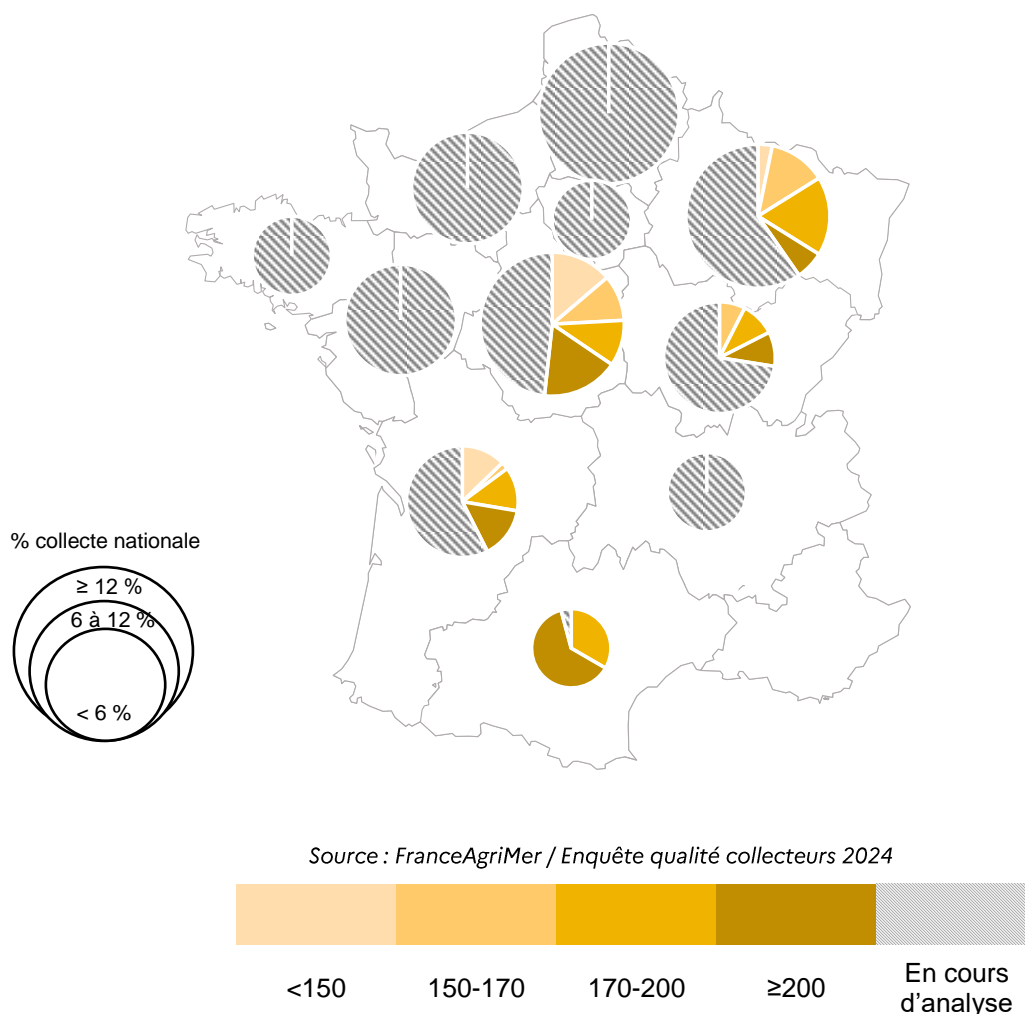 % collecte nationale
≥ 12 %
6 à 12 %
< 6 %
Source : FranceAgriMer / Enquête qualité collecteurs 2024
<150
150-170
170-200
≥200
En cours
d’analyse